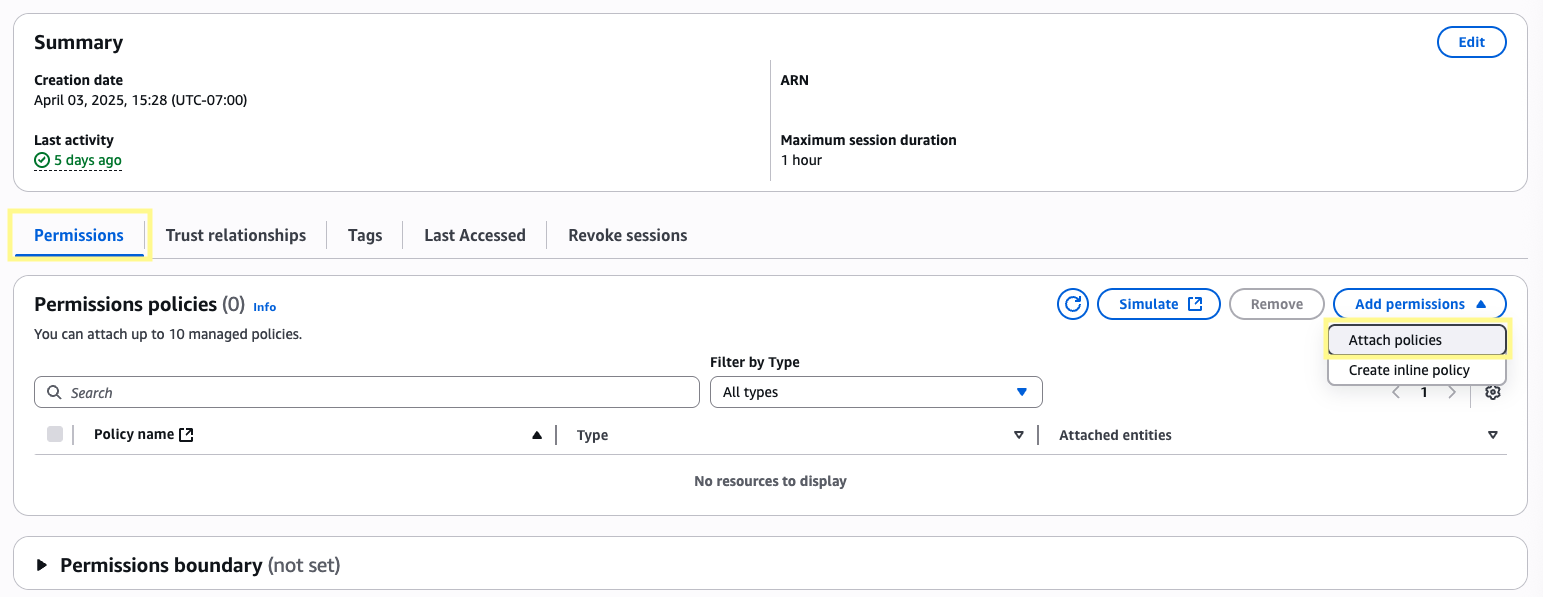 Summary
Edit
Creation date
April 03, 2025, 15:28 (UTC-07:00)
ARN
Last activity
5 days ago
Maximum session duration
1 hour
Permissions
Trust relationships
Tags
Last Accessed
Revoke sessions
Permissions policies (0) Info
You can attach up to 10 managed policies.
Simulate
Remove
Add permissions
Attach policies
Create inline policy
Filter by Type
Search
All types
1
Policy name
Type
Attached entities
No resources to display
Permissions boundary (not set)